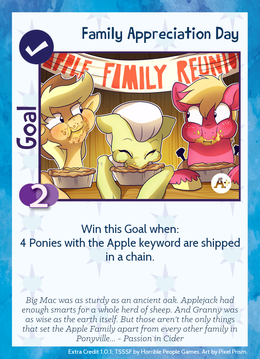 Family Appreciation Day
APPLE FAMILY REUNIO
Goal
A+
2
Win this Goal when:
4 Ponies with the Apple keyword are shipped
in a chain.
Big Mac was as sturdy as an ancient oak. Applejack had
enough smarts for a whole herd of sheep. And Granny was
as wise as the earth itself. But those aren't the only things
that set the Apple Family apart from every other family in
Ponyville... - Passion in Cider
Extra Credit 1.0.1; TSSSF by Horrible People Games. Art by Pixel Prism.